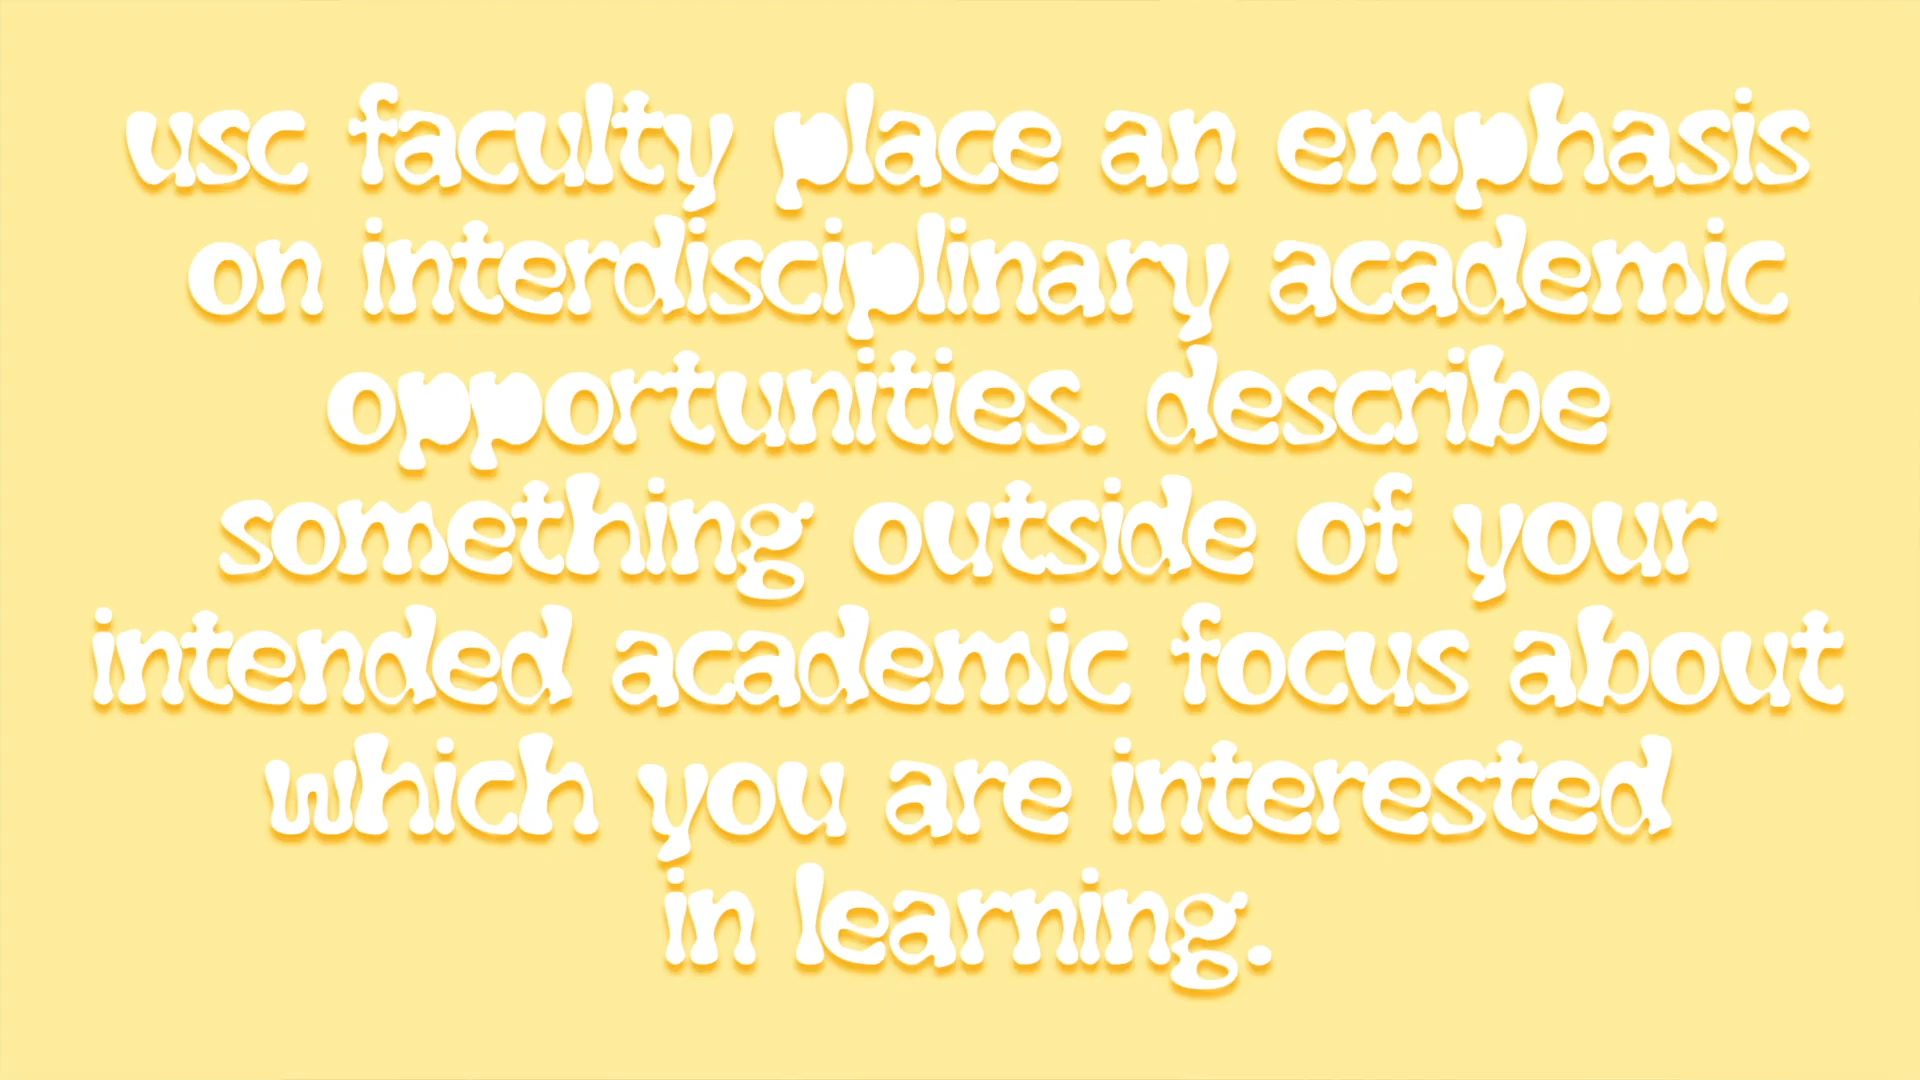 usc faculty place an emphasis
on interdisciplinary academic
opportunities. describe
something outside of your
intended academic focus about
which you are interested
in learning.